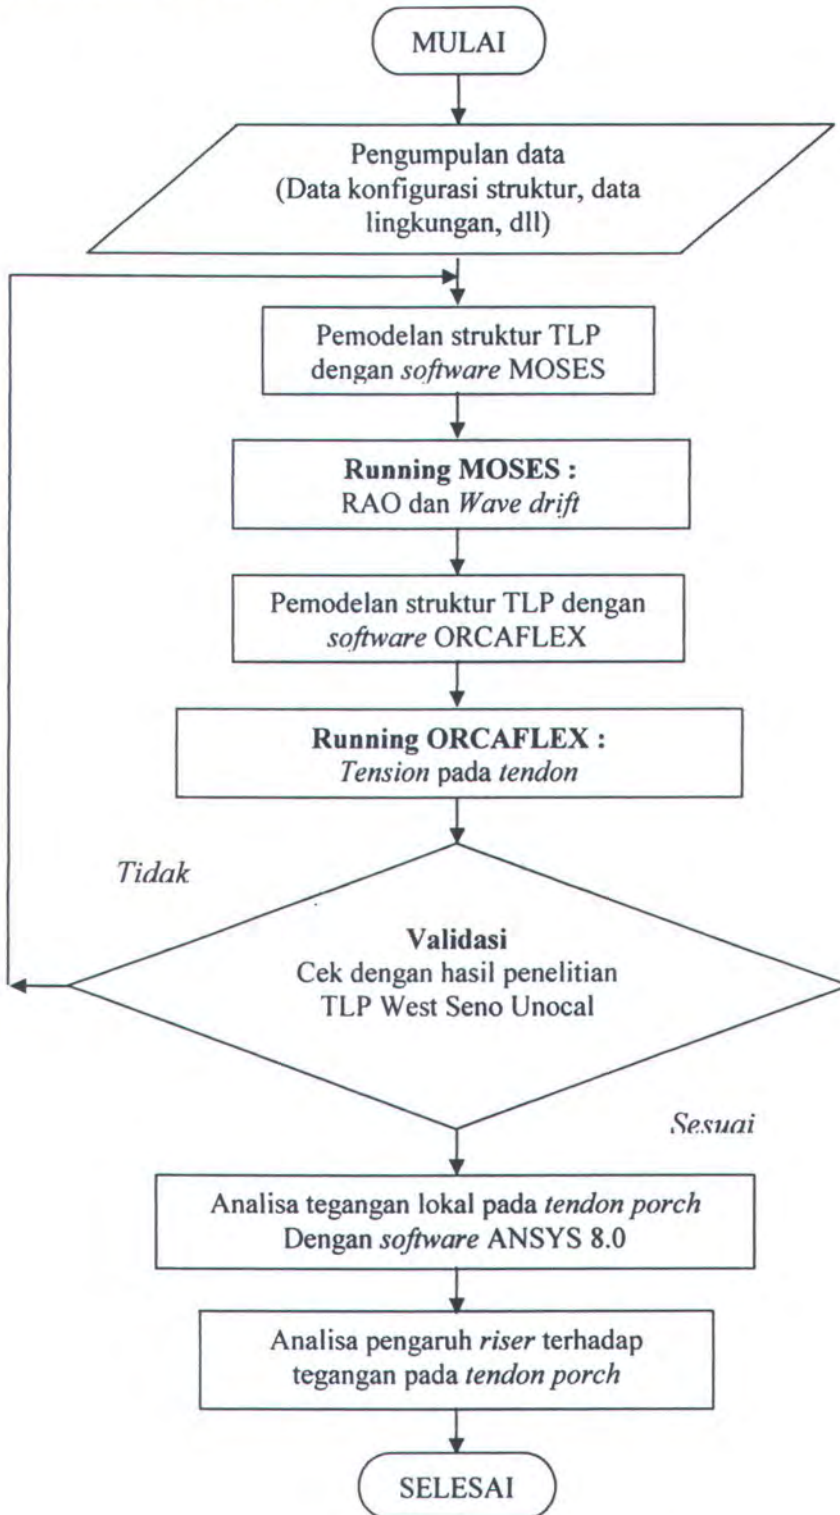 MULAI
Pengumpulan data
(Data konfigurasi struktur, data
lingkungan, dll)
Pemodelan struktur TLP
dengan software MOSES
Running MOSES :
RAO dan Wave drift
Pemodelan struktur TLP dengan
software ORCAFLEX
Running ORCAFLEX :
Tension pada tendon
Tidak
Validasi
Cek dengan hasil penelitian
TLP West Seno Unocal
Sesuai
Analisa tegangan lokal pada tendon porch
Dengan software ANSYS 8.0
Analisa pengaruh riser terhadap
tegangan pada tendon porch
SELESAI